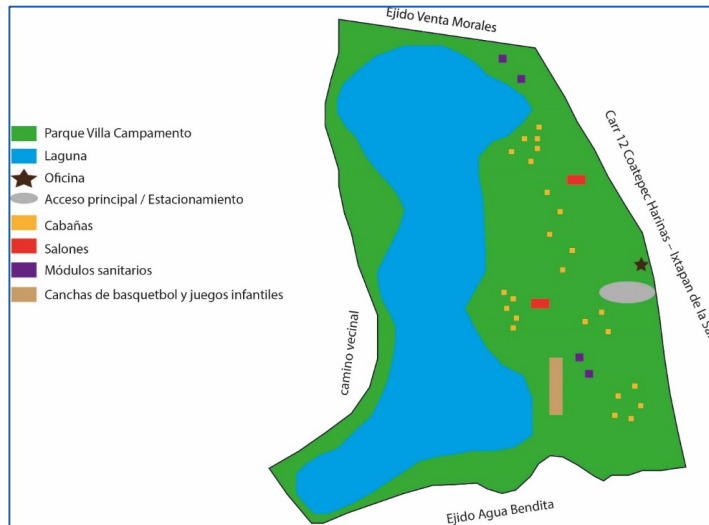 Ejido Venta Morales
Parque Villa Campamento
Laguna
Oficina
Acceso principal / Estacionamiento
Cabañas
Salones
Módulos sanitarios
Canchas de basquetbol y juegos infantiles
Carr 12 Coatepec Harinas – Ixtapan de la Sal
camino vecinal
Ejido Agua Bendita